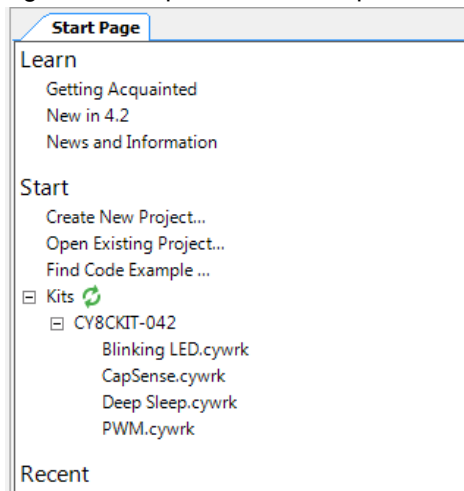 Start Page
Learn
Getting Acquainted
New in 4.2
News and Information
Start
Create New Project...
Open Existing Project...
Find Code Example ...
Kits
CY8CKIT-042
Blinking LED.cywrk
CapSense.cywrk
Deep Sleep.cywrk
PWM.cywrk
Recent